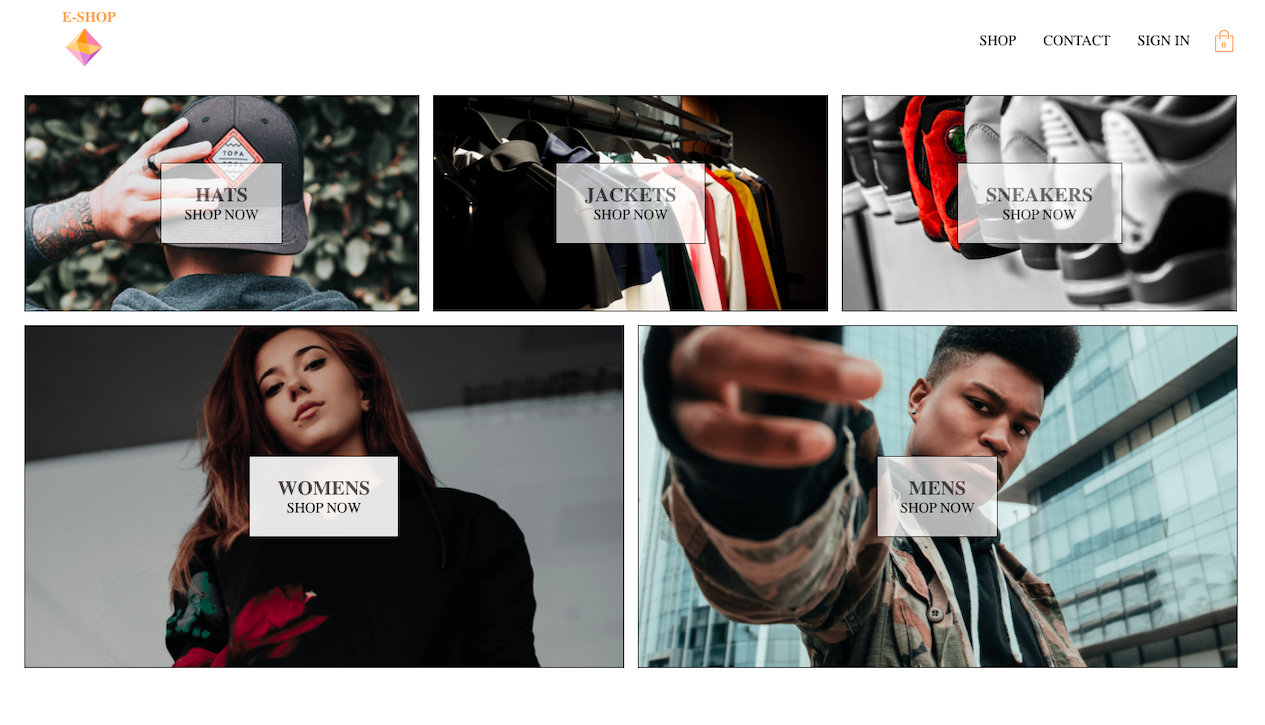 E-SHOP
SHOP
CONTACT
SIGN IN
0
TOPA
HATS
SHOP NOW
JACKETS
SHOP NOW
SNEAKERS
SHOP NOW
WOMENS
SHOP NOW
MENS
SHOP NOW